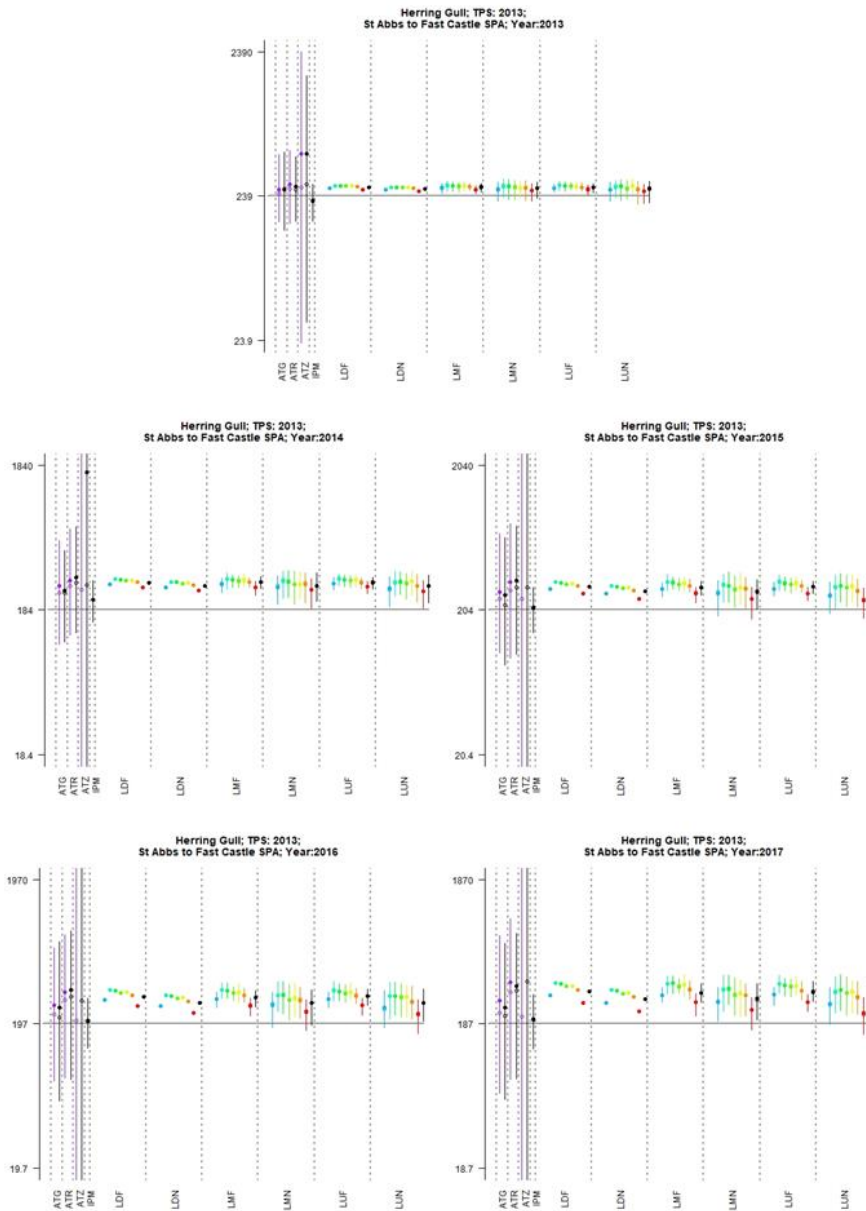 Herring Gull; TPS: 2013;
St Abbs to Fast Castle SPA; Year:2013
2390
239
23.9
ATG
ATR
ATZ
IPM
LDF
LDN
LMF
LMN
LUF
LUN
Herring Gull; TPS: 2013;
St Abbs to Fast Castle SPA; Year:2014
1840
184
18.4
ATG
ATR
ATZ
IPM
LDF
LDN
LMF
LMN
LUF
LUN
Herring Gull; TPS: 2013;
St Abbs to Fast Castle SPA; Year:2015
2040
204
20.4
ATG
ATR
ATZ
IPM
LDF
LDN
LMF
LMN
LUF
LUN
Herring Gull; TPS: 2013;
St Abbs to Fast Castle SPA; Year:2016
1970
197
19.7
ATG
ATR
ATZ
IPM
LDF
LDN
LMF
LMN
LUF
LUN
Herring Gull; TPS: 2013;
St Abbs to Fast Castle SPA; Year:2017
1870
187
18.7
ATG
ATR
ATZ
IPM
LDF
LDN
LMF
LMN
LUF
LUN